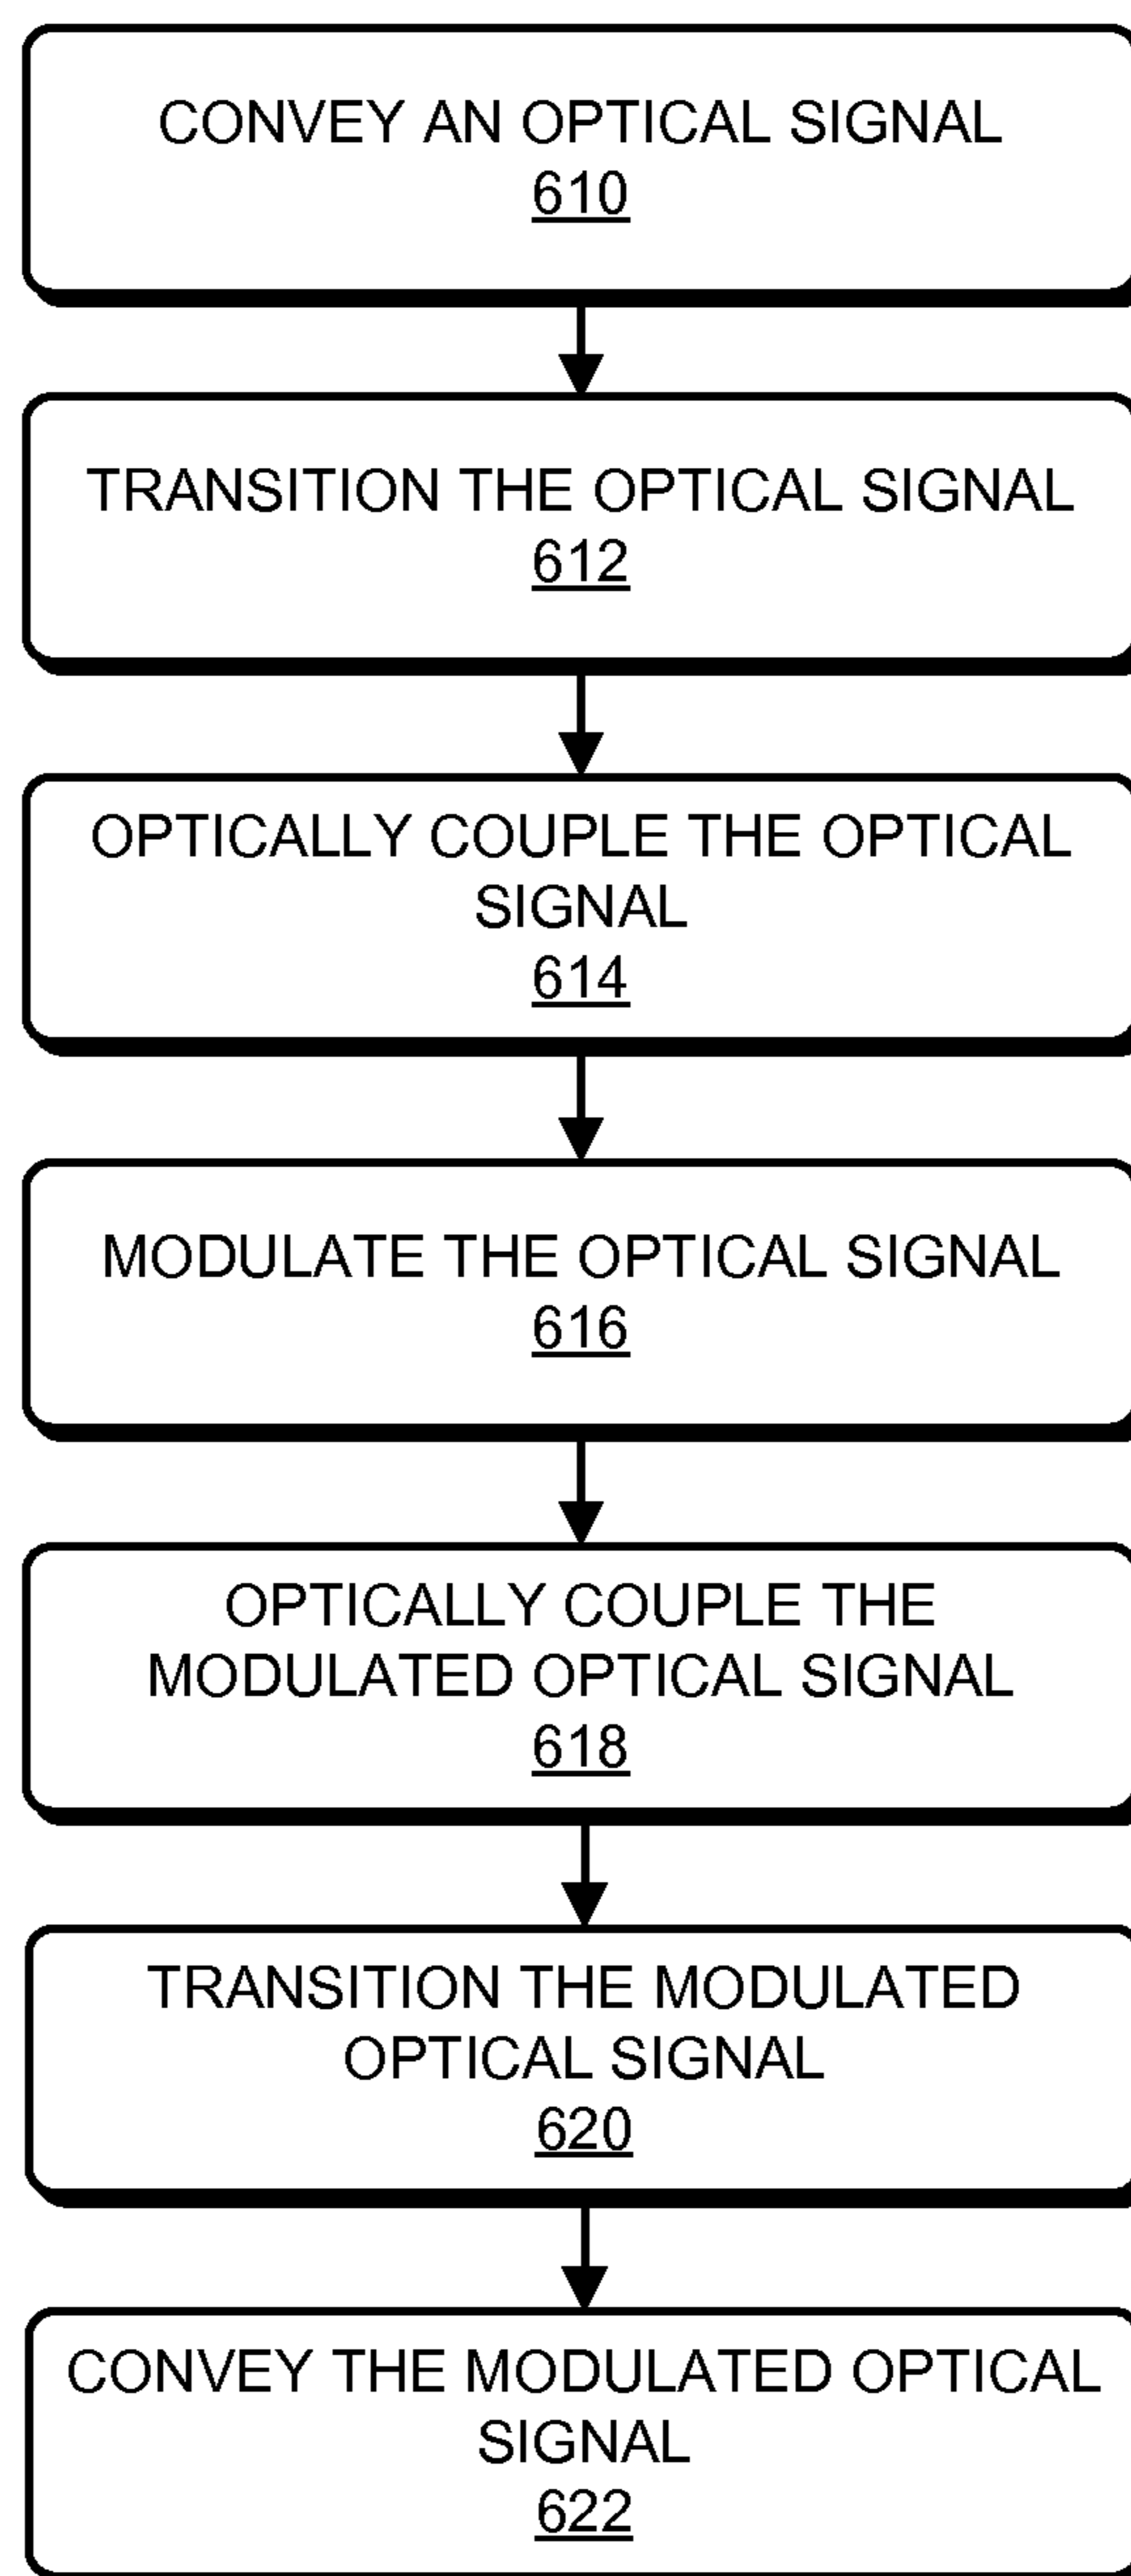 CONVEY AN OPTICAL SIGNAL
610
TRANSITION THE OPTICAL SIGNAL
612
OPTICALLY COUPLE THE OPTICAL
SIGNAL
614
MODULATE THE OPTICAL SIGNAL
616
OPTICALLY COUPLE THE
MODULATED OPTICAL SIGNAL
618
TRANSITION THE MODULATED
OPTICAL SIGNAL
620
CONVEY THE MODULATED OPTICAL
SIGNAL
622